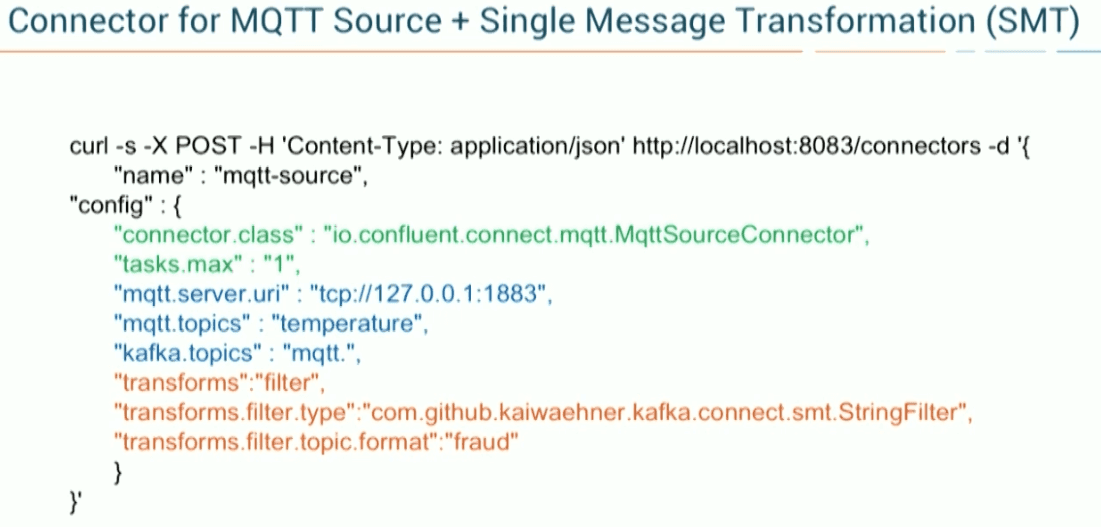 Connector for MQTT Source + Single Message Transformation (SMT)
curl -s -X POST -H 'Content-Type: application/json' http://localhost:8083/connectors -d '{
"name" : "mqtt-source",
"config" : {
"connector.class" : "io.confluent.connect.mqtt.MqttSourceConnector",
"tasks.max" : "1",
"mqtt.server.uri" : "tcp://127.0.0.1:1883",
"mqtt.topics" : "temperature",
"kafka.topics" : "mqtt.",
"transforms":"filter",
"transforms.filter.type":"com.github.kaiwaehner.kafka.connect.smt.StringFilter",
"transforms.filter.topic.format":"fraud"
}
}'